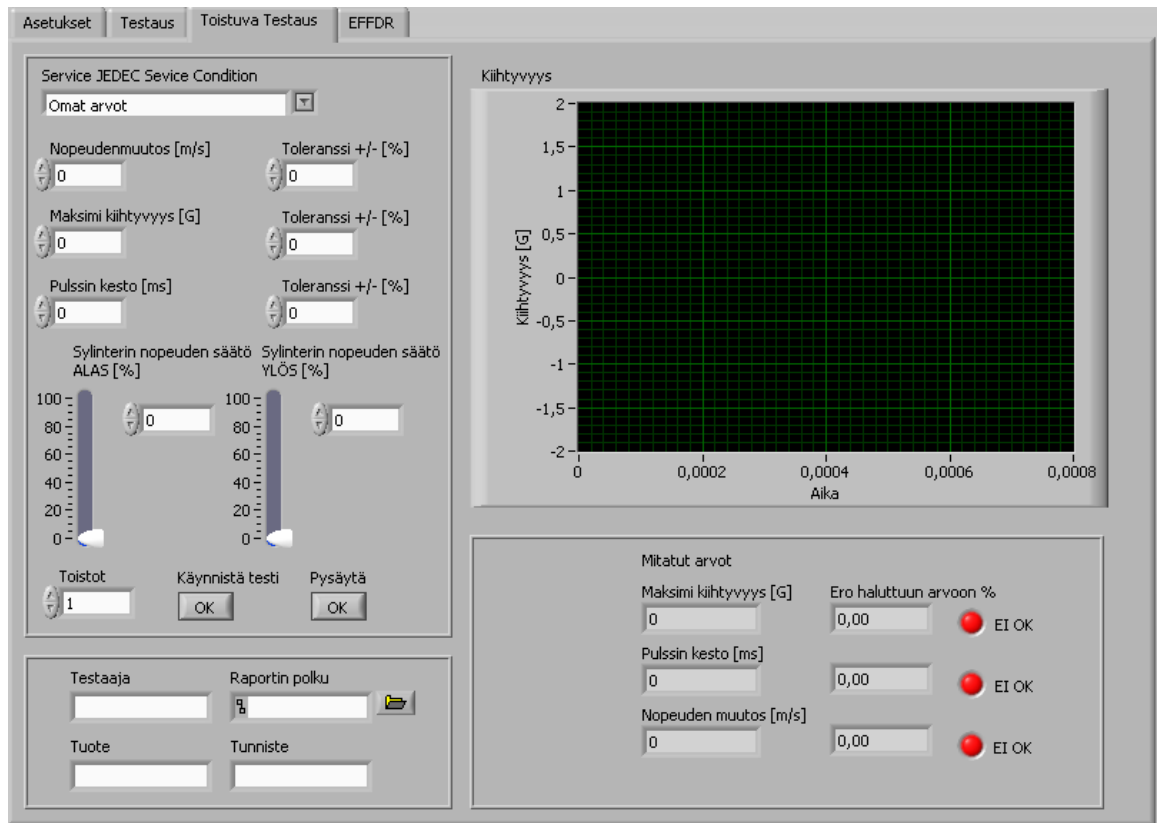 Asetukset Testaus Toistuva Testaus EFFDR
Service JEDEC Sevice Condition
Omat arvot
Nopeudenmuutos [m/s] Toleranssi +/- [%]
0 0
Maksimi kiihtyvyys [G] Toleranssi +/- [%]
0 0
Pulssin kesto [ms] Toleranssi +/- [%]
0 0
Sylinterin nopeuden säätö Sylinterin nopeuden säätö
ALAS [%] YLÖS [%]
100 100
0 0
80 80
60 60
40 40
20 20
0 0
Toistot Käynnistä testi Pysäytä
1 OK OK
Testaaja Raportin polku
Tuote Tunniste
Kiihtyvyys
Kiihtyvyys [G]
2
1,5
1
0,5
0
-0,5
-1
-1,5
-2
0 0,0002 0,0004 0,0006 0,0008
Aika
Mitatut arvot
Maksimi kiihtyvyys [G] Ero haluttuun arvoon %
0 0,00 EI OK
Pulssin kesto [ms]
0 0,00 EI OK
Nopeuden muutos [m/s]
0 0,00 EI OK